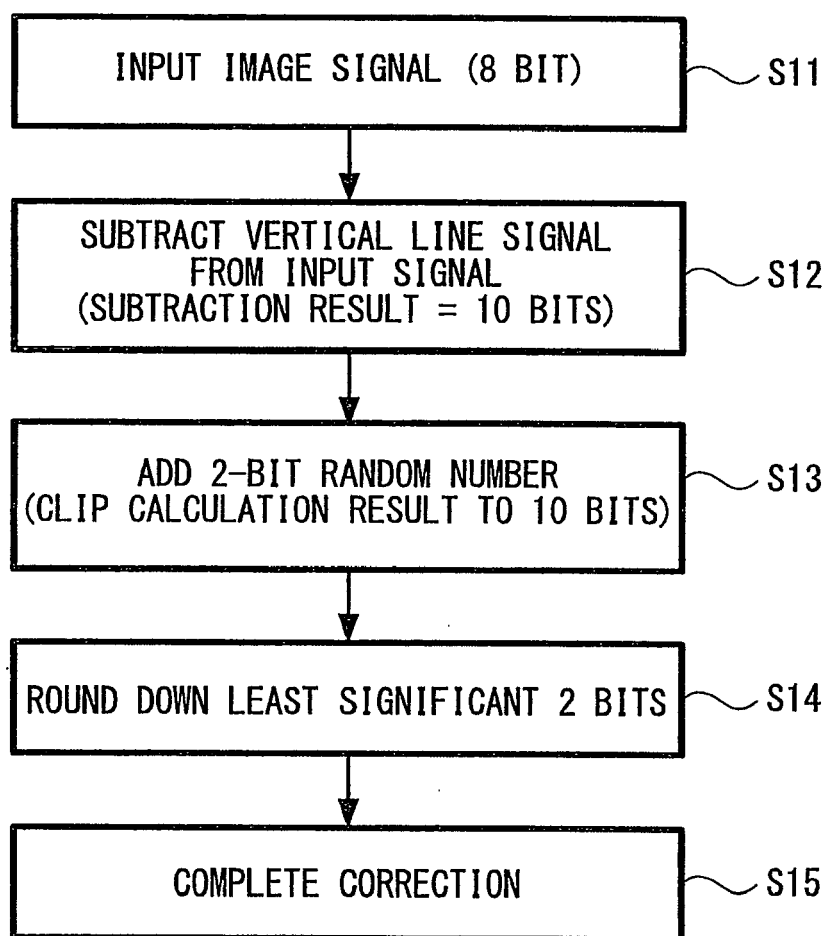 INPUT IMAGE SIGNAL (8 BIT)
S11
SUBTRACT VERTICAL LINE SIGNAL
FROM INPUT SIGNAL
(SUBTRACTION RESULT = 10 BITS)
S12
ADD 2-BIT RANDOM NUMBER
(CLIP CALCULATION RESULT TO 10 BITS)
S13
ROUND DOWN LEAST SIGNIFICANT 2 BITS
S14
COMPLETE CORRECTION
S15